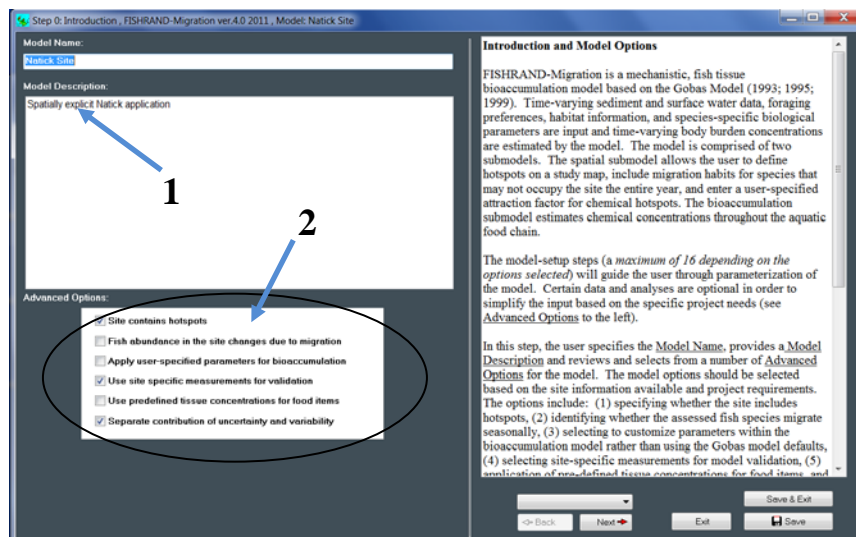 Step 0: Introduction , FISHRAND-Migration ver.4.0 2011 , Model: Natick Site
Model Name:
Natick Site
Model Description:
Spatially explicit Natick application
1
2
Advanced Options:
Site contains hotspots
Fish abundance in the site changes due to migration
Apply user-specified parameters for bioaccumulation
Use site specific measurements for validation
Use predefined tissue concentrations for food items
Separate contribution of uncertainty and variability
Introduction and Model Options
FISHRAND-Migration is a mechanistic, fish tissue
bioaccumulation model based on the Gobas Model (1993; 1995;
1999). Time-varying sediment and surface water data, foraging
preferences, habitat information, and species-specific biological
parameters are input and time-varying body burden concentrations
are estimated by the model. The model is comprised of two
submodels. The spatial submodel allows the user to define
hotspots on a study map, include migration habits for species that
may not occupy the site the entire year, and enter a user-specified
attraction factor for chemical hotspots. The bioaccumulation
submodel estimates chemical concentrations throughout the aquatic
food chain.
The model-setup steps (a maximum of 16 depending on the
options selected) will guide the user through parameterization of
the model. Certain data and analyses are optional in order to
simplify the input based on the specific project needs (see
Advanced Options to the left).
In this step, the user specifies the Model Name, provides a Model
Description and reviews and selects from a number of Advanced
Options for the model. The model options should be selected
based on the site information available and project requirements.
The options include: (1) specifying whether the site includes
hotspots, (2) identifying whether the assessed fish species migrate
seasonally, (3) selecting to customize parameters within the
bioaccumulation model rather than using the Gobas model defaults,
(4) selecting site-specific measurements for model validation, (5)
application of pre-defined tissue concentrations for food items, and
Save & Exit
Back
Next
Exit
Save